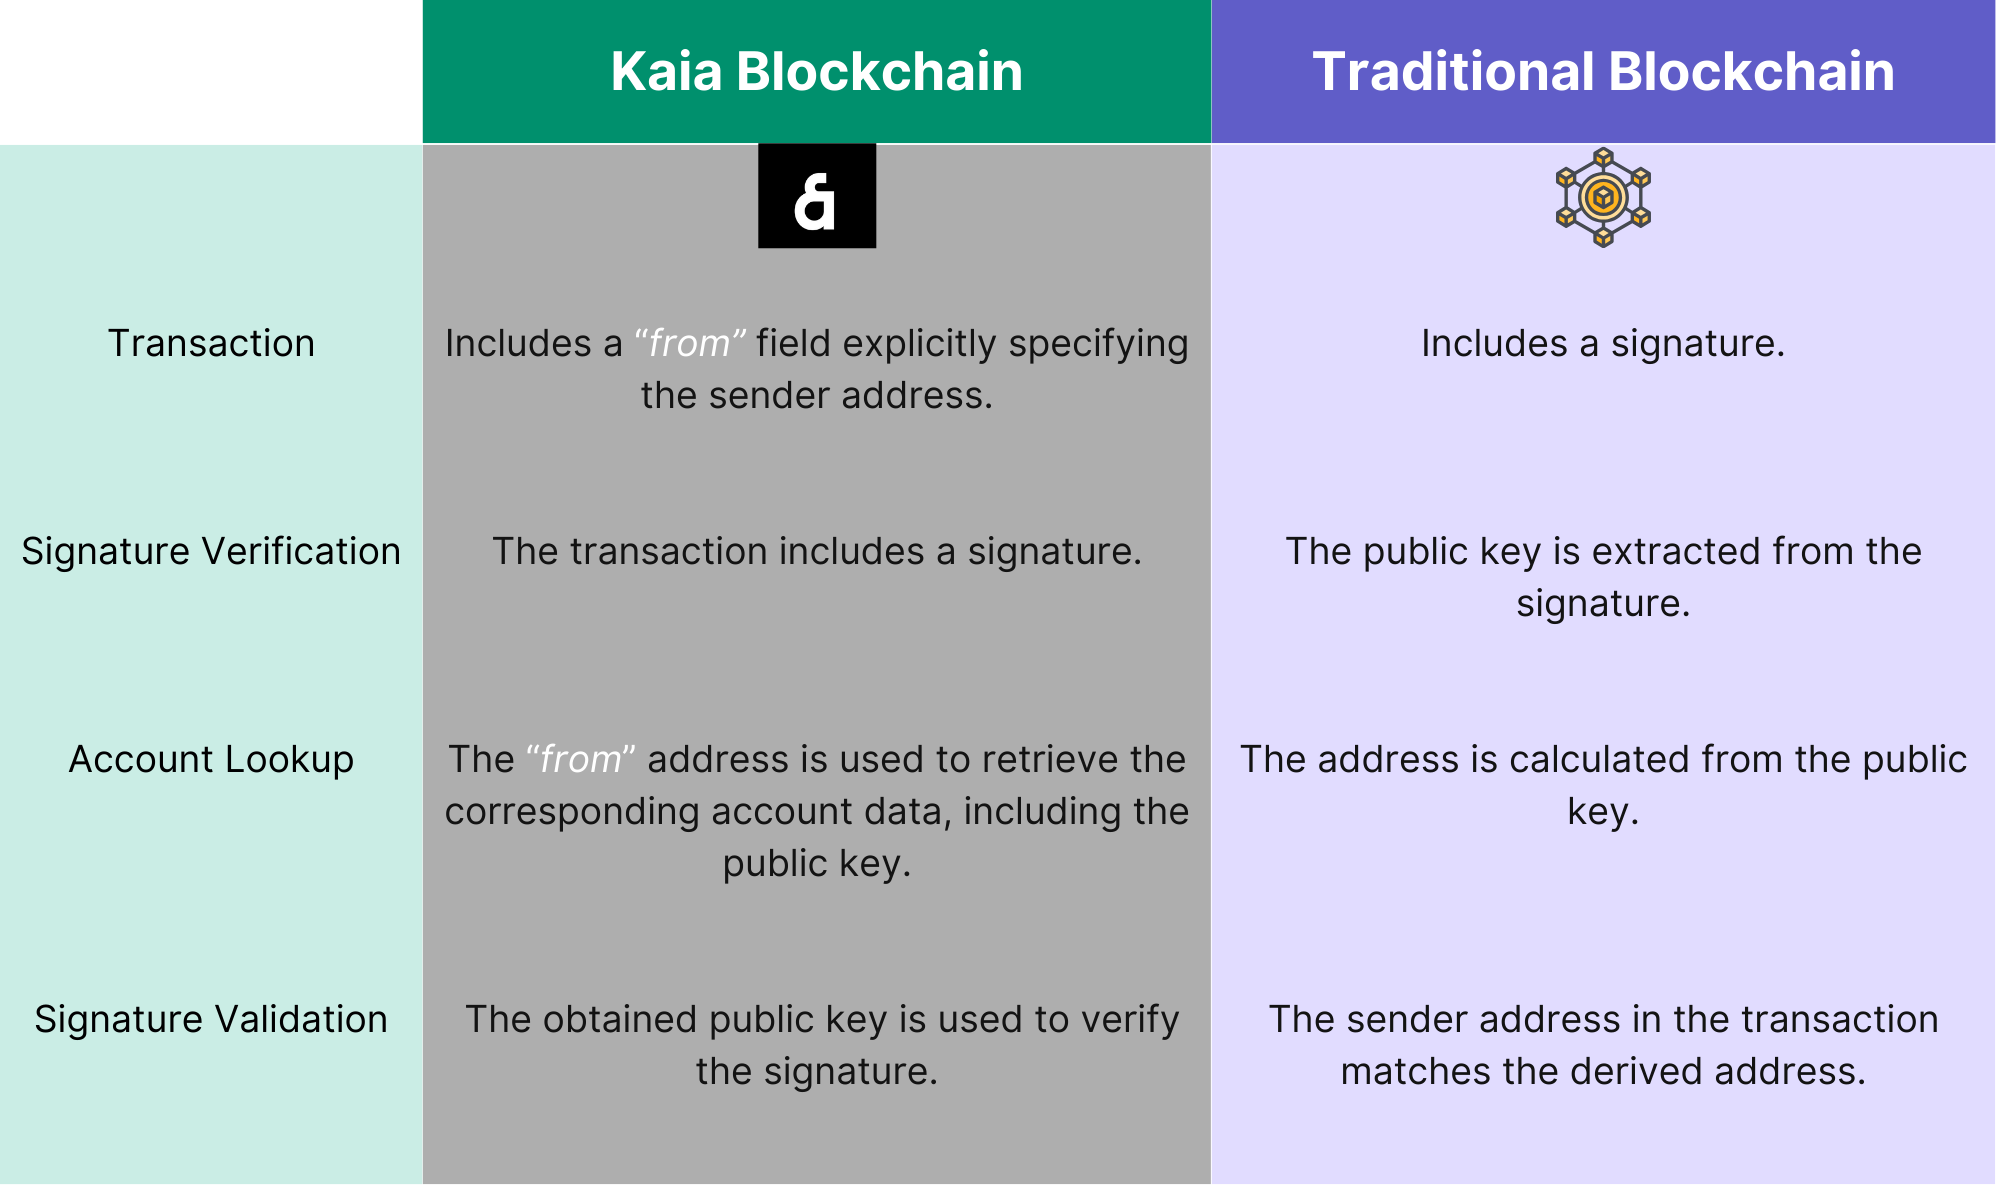 Kaia Blockchain
Traditional Blockchain
Transaction
Includes a “from” field explicitly specifying
the sender address.
Includes a signature.
Signature Verification
The transaction includes a signature.
The public key is extracted from the
signature.
Account Lookup
The “from” address is used to retrieve the
corresponding account data, including the
public key.
The address is calculated from the public
key.
Signature Validation
The obtained public key is used to verify
the signature.
The sender address in the transaction
matches the derived address.